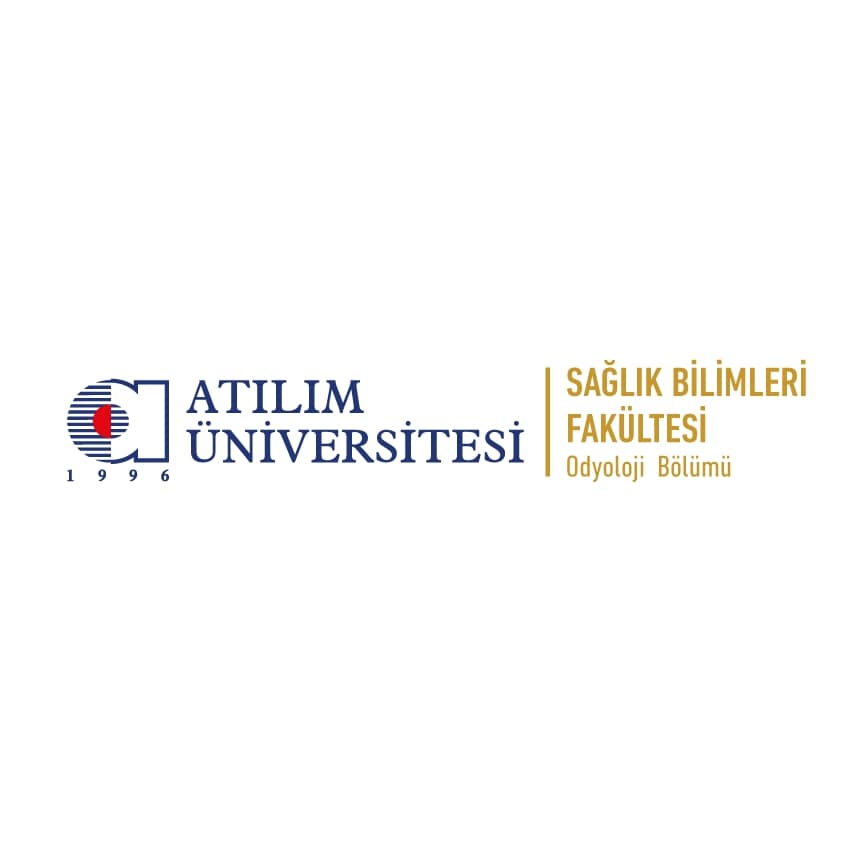 ATILIM
ÜNİVERSİTESİ
1 9 9 6
SAĞLIK BİLİMLERİ
FAKÜLTESİ
Odyoloji Bölümü